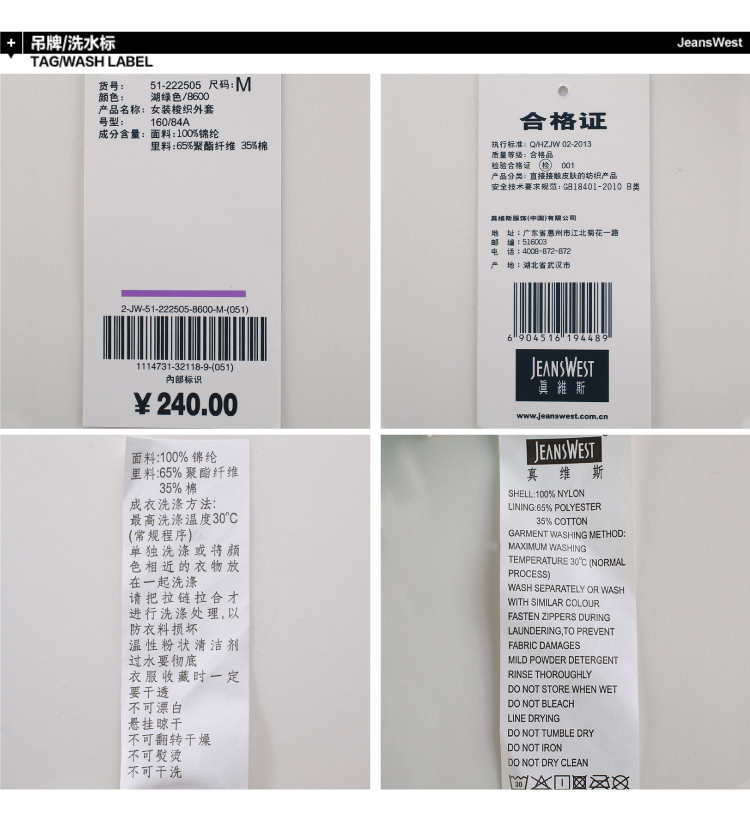 + 吊牌/洗水标 JeansWest
TAG/WASH LABEL
货号: 51-222505 尺码:M
颜色: 湖绿色/8600
产品名称: 女装梭织外套
号型: 160/84A
成分含量: 面料:100%锦纶
里料:65%聚酯纤维 35%棉
2-JW-51-222505-8600-M-(051)
1114731-32118-9-(051)
内部标识
¥240.00
合格证
执行标准: Q/HZJW 02-2013
质量等级: 合格品
检验合格证 检 001
产品分类: 直接接触皮肤的纺织产品
安全技术要求规范: GB18401-2010 B类
真维斯服饰(中国)有限公司
地 址: 广东省惠州市江北菊花一路
邮 编: 516003
电 话: 4008-872-872
产 地: 湖北省武汉市
6 904516 194489
JEANSWEST
真維斯
www.jeanswest.com.cn
面料:100% 锦纶
里料:65% 聚酯纤维
35% 棉
成衣洗涤方法:
最高洗涤温度30℃
(常规程序)
单独洗涤或将颜
色相近的衣物放
在一起洗涤
请把拉链拉合才
进行洗涤处理,以
防衣料损坏
温性粉状清洁剂
过水要彻底
衣服收藏时一定
要干透
不可漂白
悬挂晾干
不可翻转干燥
不可熨烫
不可干洗
JEANSWEST
真 维 斯
SHELL:100% NYLON
LINING:65% POLYESTER
35% COTTON
GARMENT WASHING METHOD:
MAXIMUM WASHING
TEMPERATURE 30℃ (NORMAL
PROCESS)
WASH SEPARATELY OR WASH
WITH SIMILAR COLOUR
FASTEN ZIPPERS DURING
LAUNDERING,TO PREVENT
FABRIC DAMAGES
MILD POWDER DETERGENT
RINSE THOROUGHLY
DO NOT STORE WHEN WET
DO NOT BLEACH
LINE DRYING
DO NOT TUMBLE DRY
DO NOT IRON
DO NOT DRY CLEAN
30